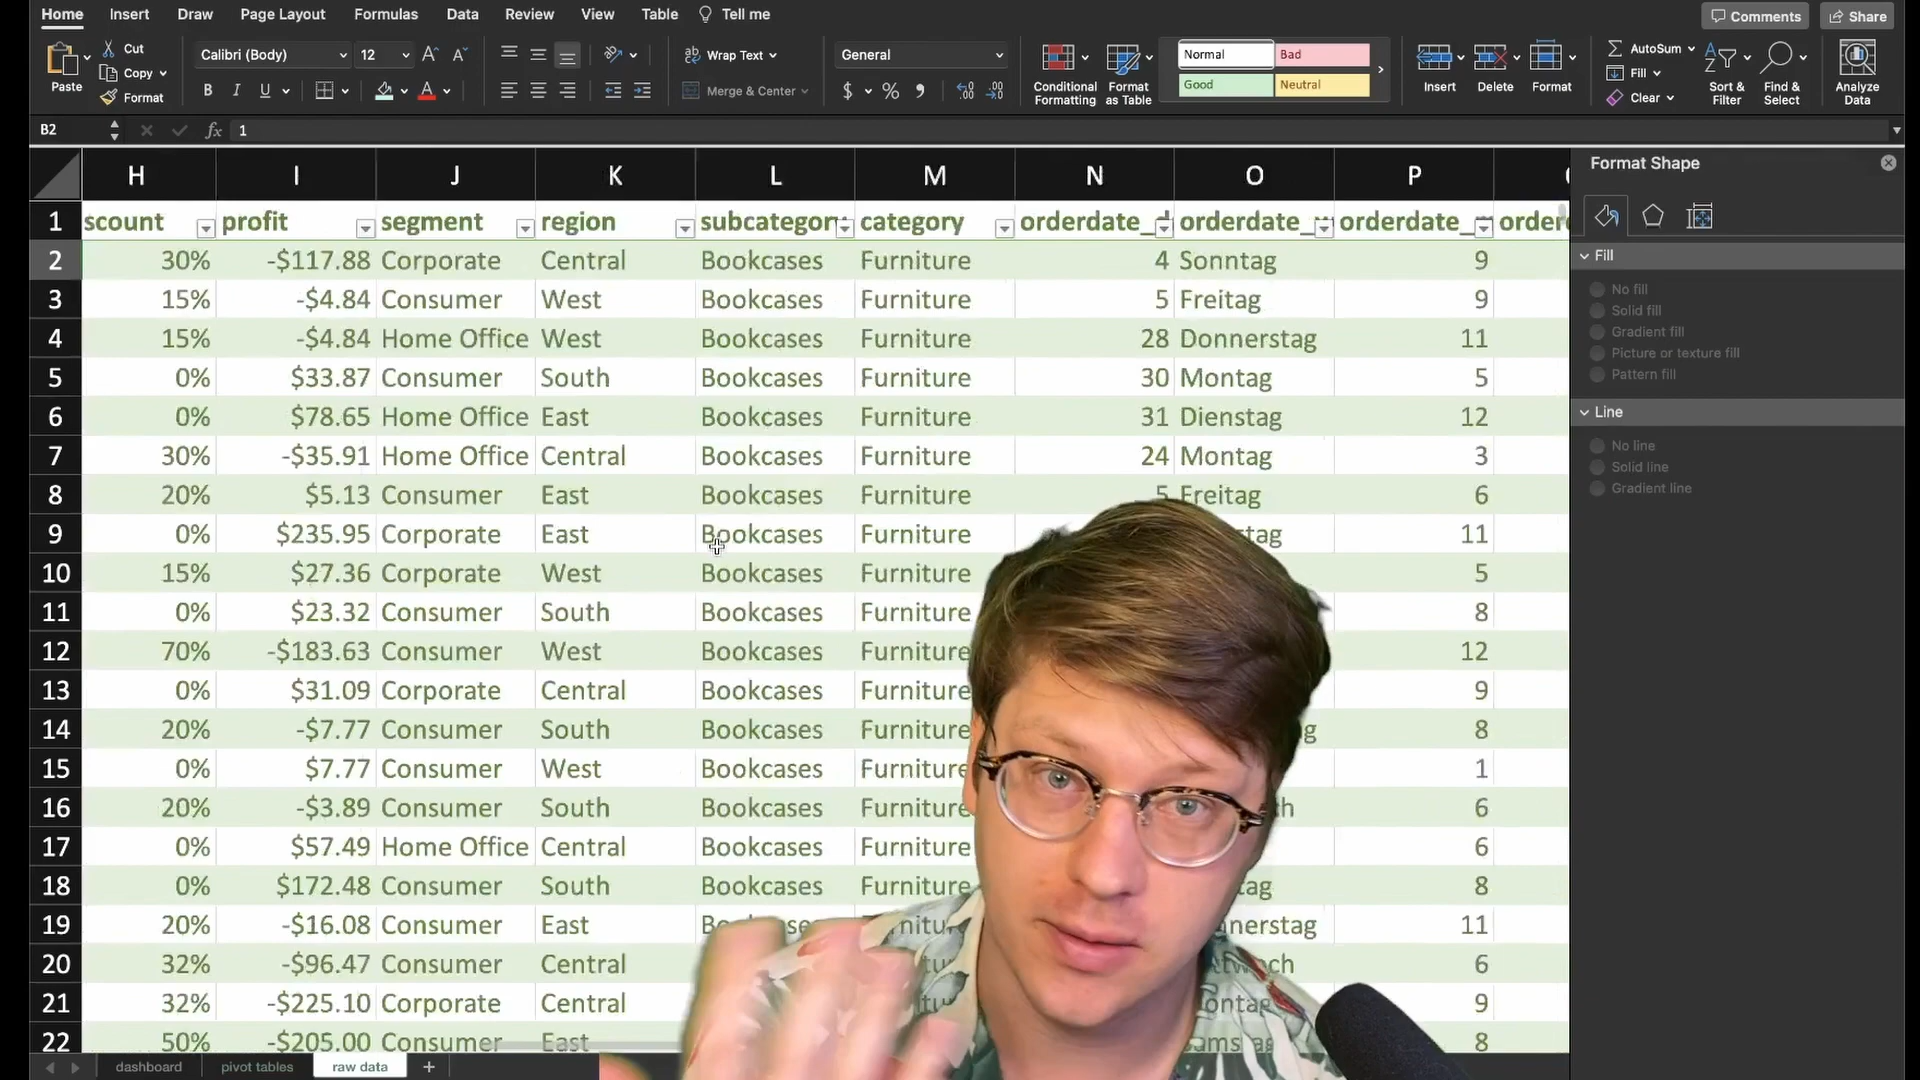 Home Insert Draw Page Layout Formulas Data Review View Table Tell me Comments Share
Paste Cut Copy Format
Calibri (Body) 12
B I U
Wrap Text
Merge & Center
General
$ % 
Conditional Formatting
Format as Table
Normal Bad
Good Neutral
Insert Delete Format
AutoSum
Fill
Clear
Sort & Filter
Find & Select
Analyze Data
B2 fx 1
H I J K L M N O P
1 scount profit segment region subcategory category orderdate_ orderdate_ orderdate_
2 30% -$117.88 Corporate Central Bookcases Furniture 4 Sonntag 9
3 15% -$4.84 Consumer West Bookcases Furniture 5 Freitag 9
4 15% -$4.84 Home Office West Bookcases Furniture 28 Donnerstag 11
5 0% $33.87 Consumer South Bookcases Furniture 30 Montag 5
6 0% $78.65 Home Office East Bookcases Furniture 31 Dienstag 12
7 30% -$35.91 Home Office Central Bookcases Furniture 24 Montag 3
8 20% $5.13 Consumer East Bookcases Furniture 5 Freitag 6
9 0% $235.95 Corporate East Bookcases Furniture tag 11
10 15% $27.36 Corporate West Bookcases Furniture 5
11 0% $23.32 Consumer South Bookcases Furniture 8
12 70% -$183.63 Consumer West Bookcases Furniture 12
13 0% $31.09 Corporate Central Bookcases Furniture 9
14 20% -$7.77 Consumer South Bookcases Furniture g 8
15 0% $7.77 Consumer West Bookcases Furniture 1
16 20% -$3.89 Consumer South Bookcases Furniture h 6
17 0% $57.49 Home Office Central Bookcases Furniture 6
18 0% $172.48 Consumer South Bookcases Furniture tag 8
19 20% -$16.08 Consumer East nnerstag 11
20 32% -$96.47 Consumer Central 6
21 32% -$225.10 Corporate Central ontag 9
22 50% -$205.00 Consumer East 8
dashboard pivot tables raw data +
Format Shape
Fill
No fill
Solid fill
Gradient fill
Picture or texture fill
Pattern fill
Line
No line
Solid line
Gradient line